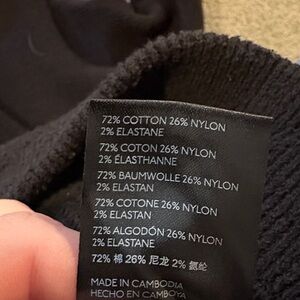 72% COTTON 26% NYLON
2% ELASTANE
72% COTON 26% NYLON
2% ÉLASTHANNE
72% BAUMWOLLE 26% NYLON
2% ELASTAN
72% COTONE 26% NYLON
2% ELASTAN
72% ALGODÓN 26% NYLON
2% ELASTANE
72% 棉 26% 尼龙 2% 氨纶
MADE IN CAMBODIA
HECHO EN CAMBOYA